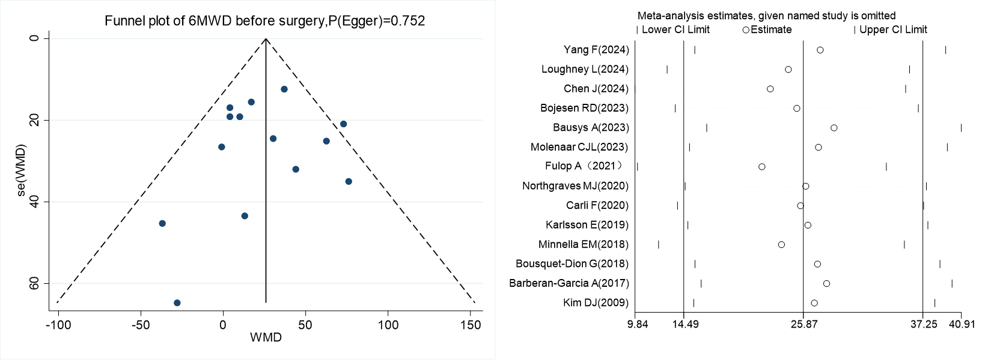 Funnel plot of 6MWD before surgery,P(Egger)=0.752
0
20
40
60
se(WMD)
-100
-50
0
50
100
150
WMD
Meta-analysis estimates, given named study is omitted
Lower CI Limit
Estimate
Upper CI Limit
Yang F(2024)
Loughney L(2024)
Chen J(2024)
Bojesen RD(2023)
Bausys A(2023)
Molenaar CJL(2023)
Fulop A（2021）
Northgraves MJ(2020)
Carli F(2020)
Karlsson E(2019)
Minnella EM(2018)
Bousquet-Dion G(2018)
Barberan-Garcia A(2017)
Kim DJ(2009)
9.84
14.49
25.87
37.25
40.91